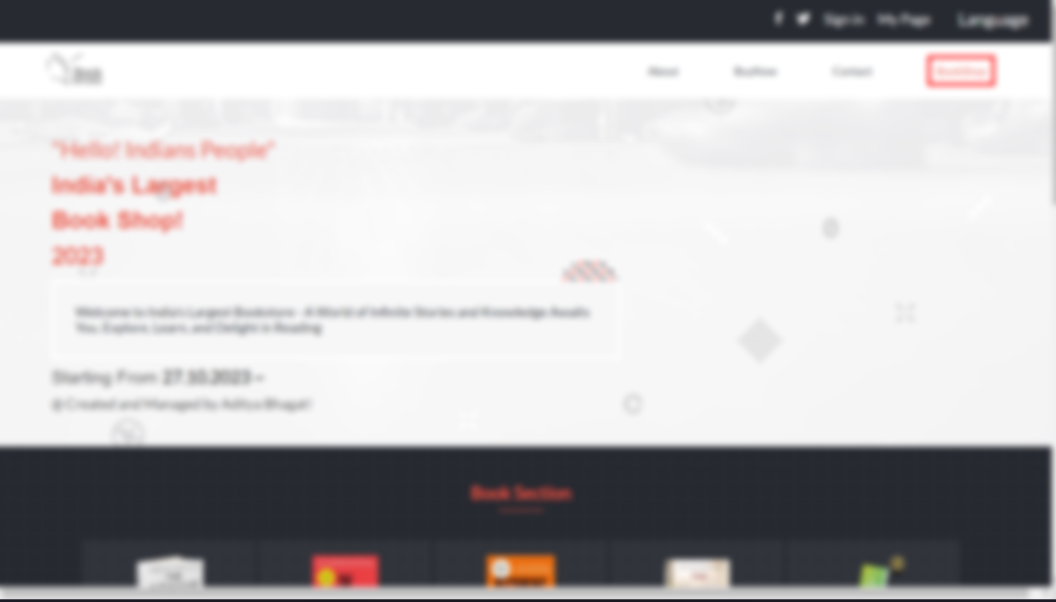 f Sign in My Page Language
About Contact
"Hello! Indians People"
India's Largest
Book Shop!
2023
Welcome to India's Largest Bookstore - A World of Infinite Stories and Knowledge Awaits
You. Explore, Learn, and Delight in Reading
Starting From 27.10.2023 –
@ Created and Managed by Aditya Bhagat!
Book Section